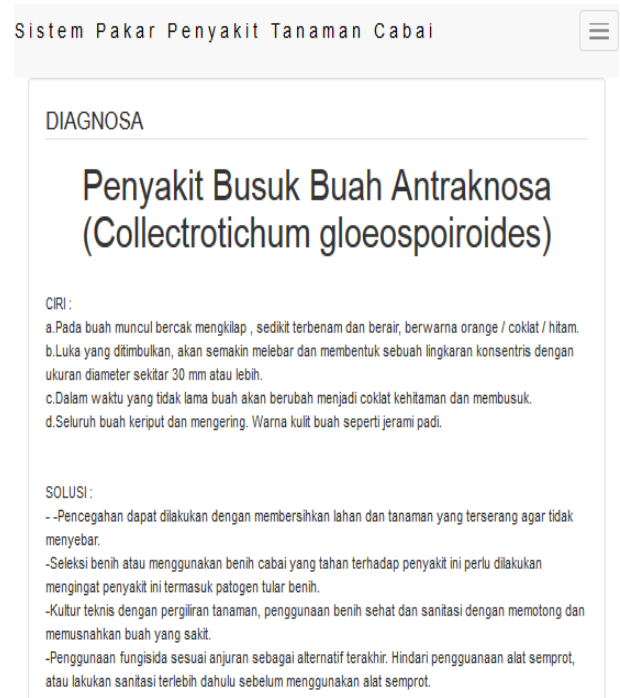 Sistem Pakar Penyakit Tanaman Cabai
DIAGNOSA
Penyakit Busuk Buah Antraknosa
(Collectrotichum gloeospoiroides)
CIRI :
a.Pada buah muncul bercak mengkilap , sedikit terbenam dan berair, berwarna orange / coklat / hitam.
b.Luka yang ditimbulkan, akan semakin melebar dan membentuk sebuah lingkaran konsentris dengan
ukuran diameter sekitar 30 mm atau lebih.
c.Dalam waktu yang tidak lama buah akan berubah menjadi coklat kehitaman dan membusuk.
d.Seluruh buah keriput dan mengering. Warna kulit buah seperti jerami padi.
SOLUSI :
- -Pencegahan dapat dilakukan dengan membersihkan lahan dan tanaman yang terserang agar tidak
menyebar.
-Seleksi benih atau menggunakan benih cabai yang tahan terhadap penyakit ini perlu dilakukan
mengingat penyakit ini termasuk patogen tular benih.
-Kultur teknis dengan pergiliran tanaman, penggunaan benih sehat dan sanitasi dengan memotong dan
memusnahkan buah yang sakit.
-Penggunaan fungisida sesuai anjuran sebagai alternatif terakhir. Hindari pengguanaan alat semprot,
atau lakukan sanitasi terlebih dahulu sebelum menggunakan alat semprot.